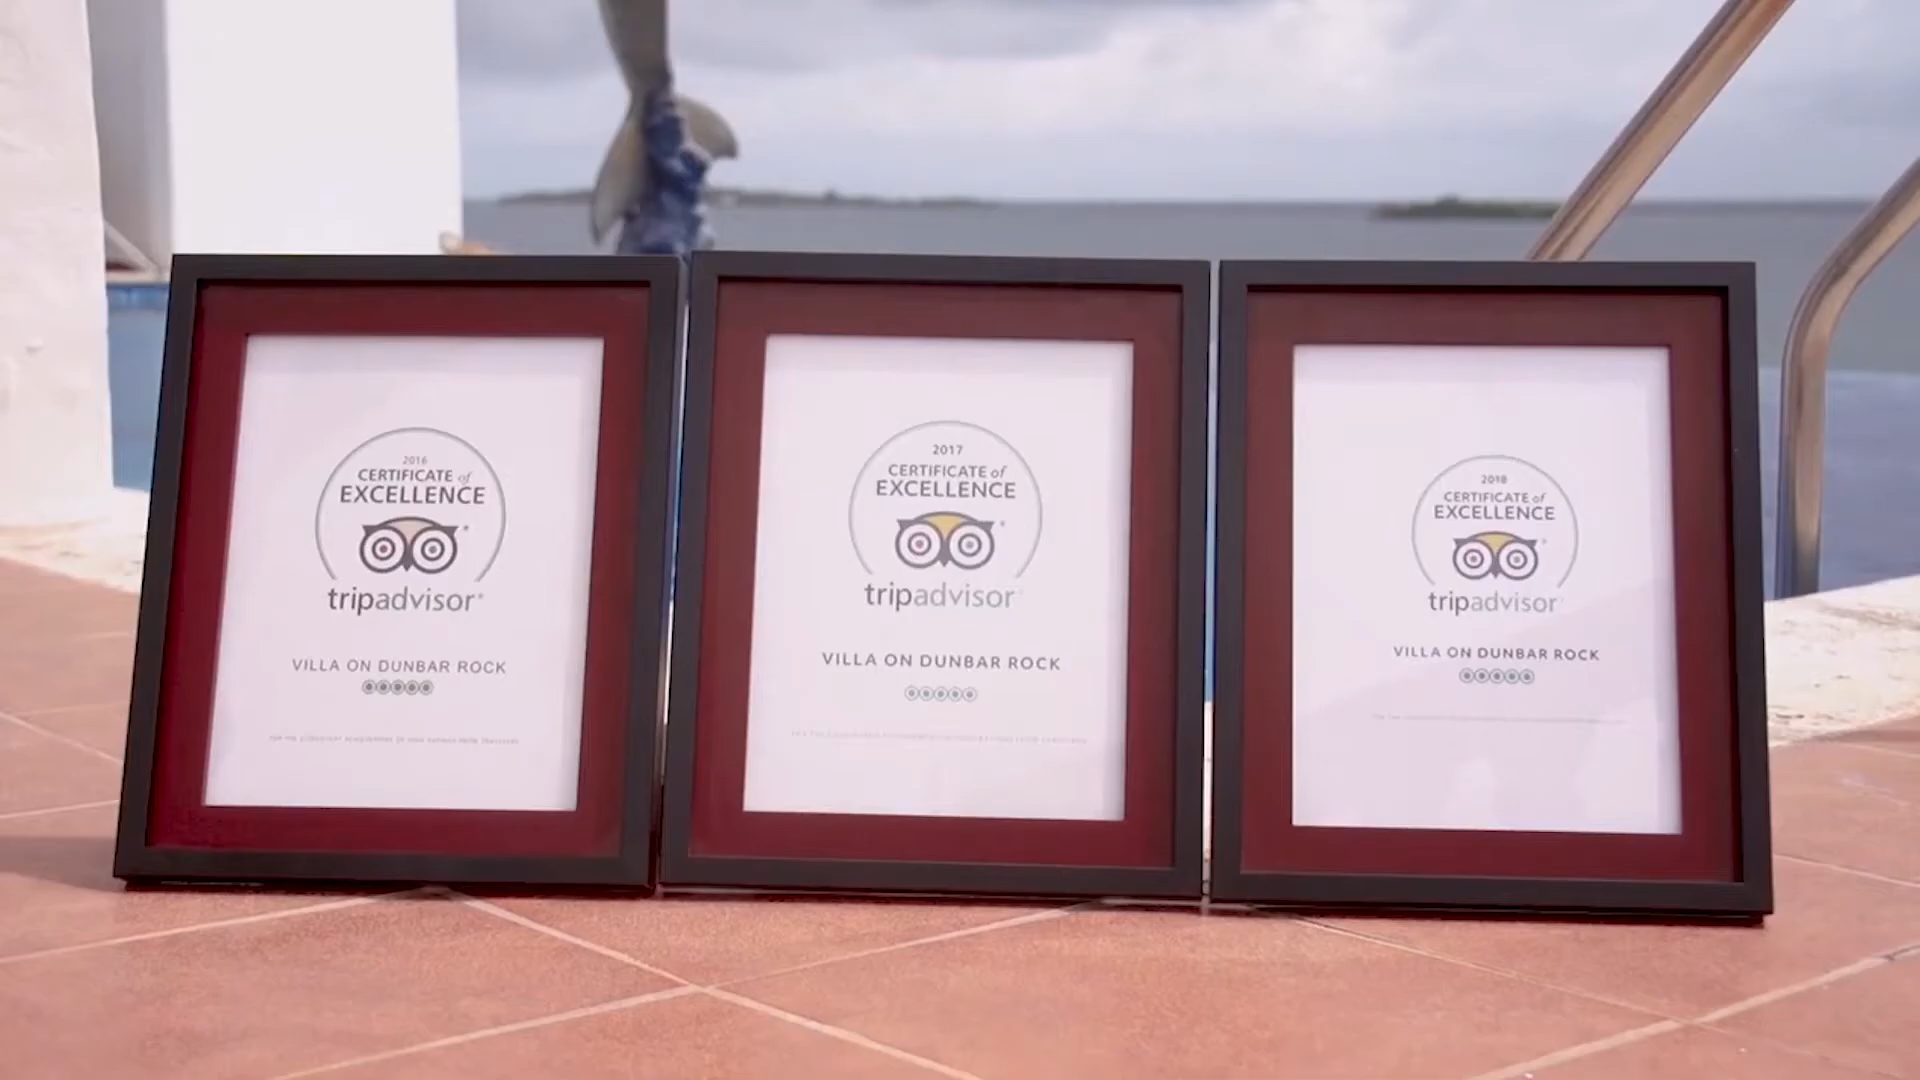 2016
CERTIFICATE of
EXCELLENCE
tripadvisor
VILLA ON DUNBAR ROCK
2017
CERTIFICATE of
EXCELLENCE
tripadvisor
VILLA ON DUNBAR ROCK
2018
CERTIFICATE of
EXCELLENCE
tripadvisor
VILLA ON DUNBAR ROCK